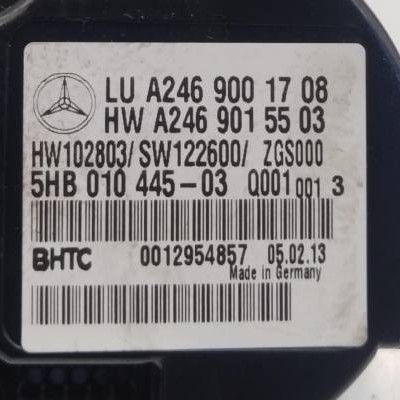 LU A246 900 17 08
HW A246 901 55 03
HW102803/ SW122600/ ZGS000
5HB 010 445-03 Q001 001 3
BHTC 0012954857 05.02.13
Made in Germany